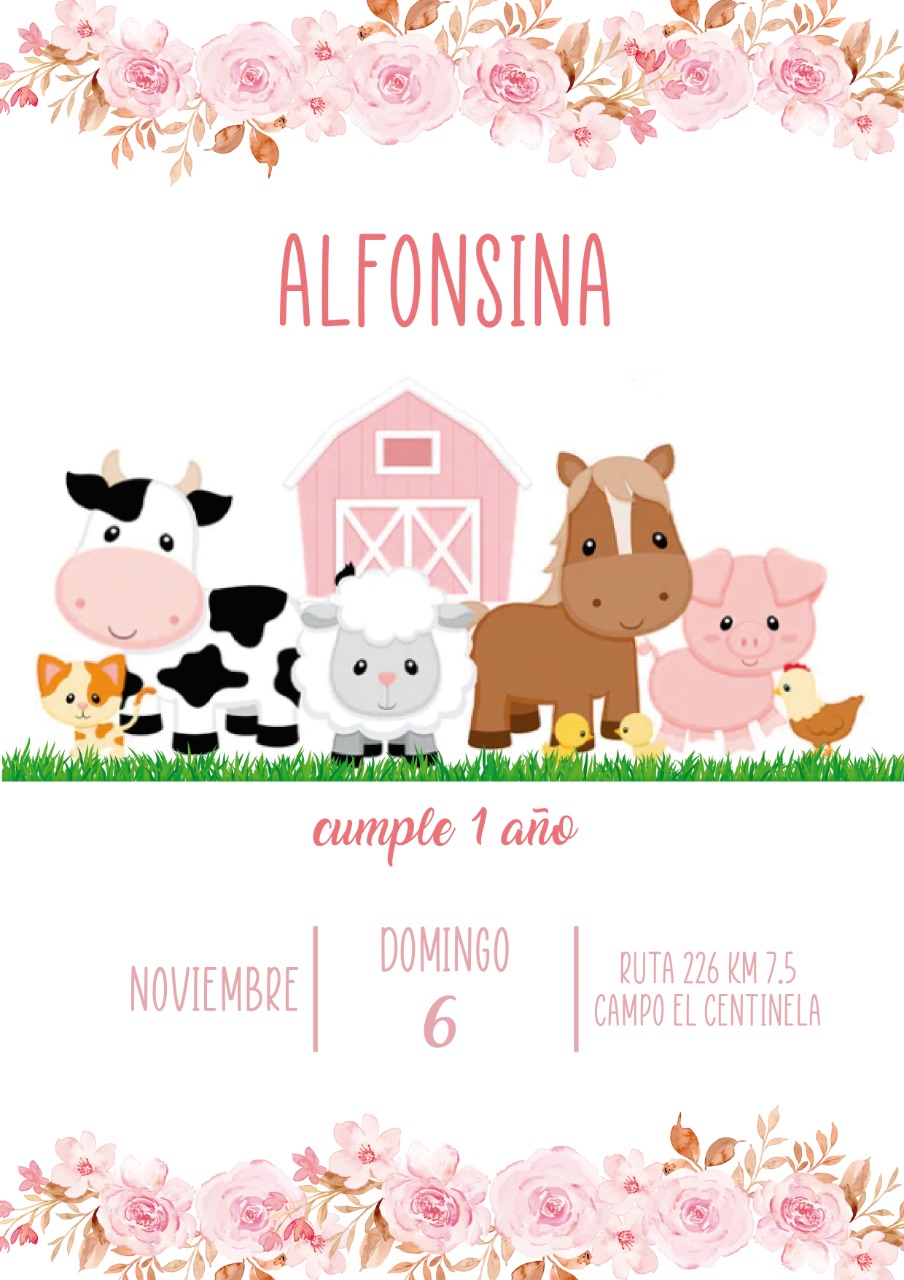 ALFONSINA
cumple 1 año
NOVIEMBRE
DOMINGO
6
RUTA 226 KM 7.5
CAMPO EL CENTINELA